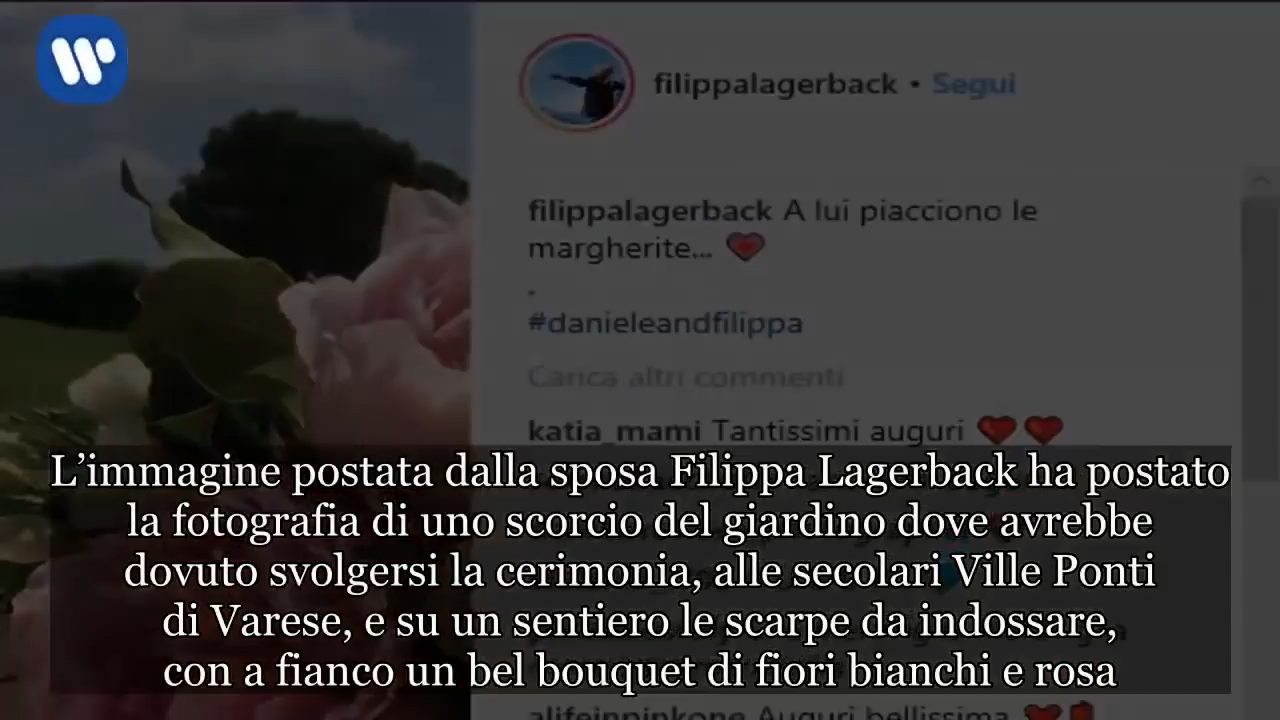 W
filippalagerback • Segui
filippalagerback A lui piacciono le
margherite... ❤
.
#danieleandfilippa
Carica altri commenti
katia_mami Tantissimi auguri ❤❤
L’immagine postata dalla sposa Filippa Lagerback ha postato
la fotografia di uno scorcio del giardino dove avrebbe
dovuto svolgersi la cerimonia, alle secolari Ville Ponti
di Varese, e su un sentiero le scarpe da indossare,
con a fianco un bel bouquet di fiori bianchi e rosa
alifeinpinkone Auguri bellissima